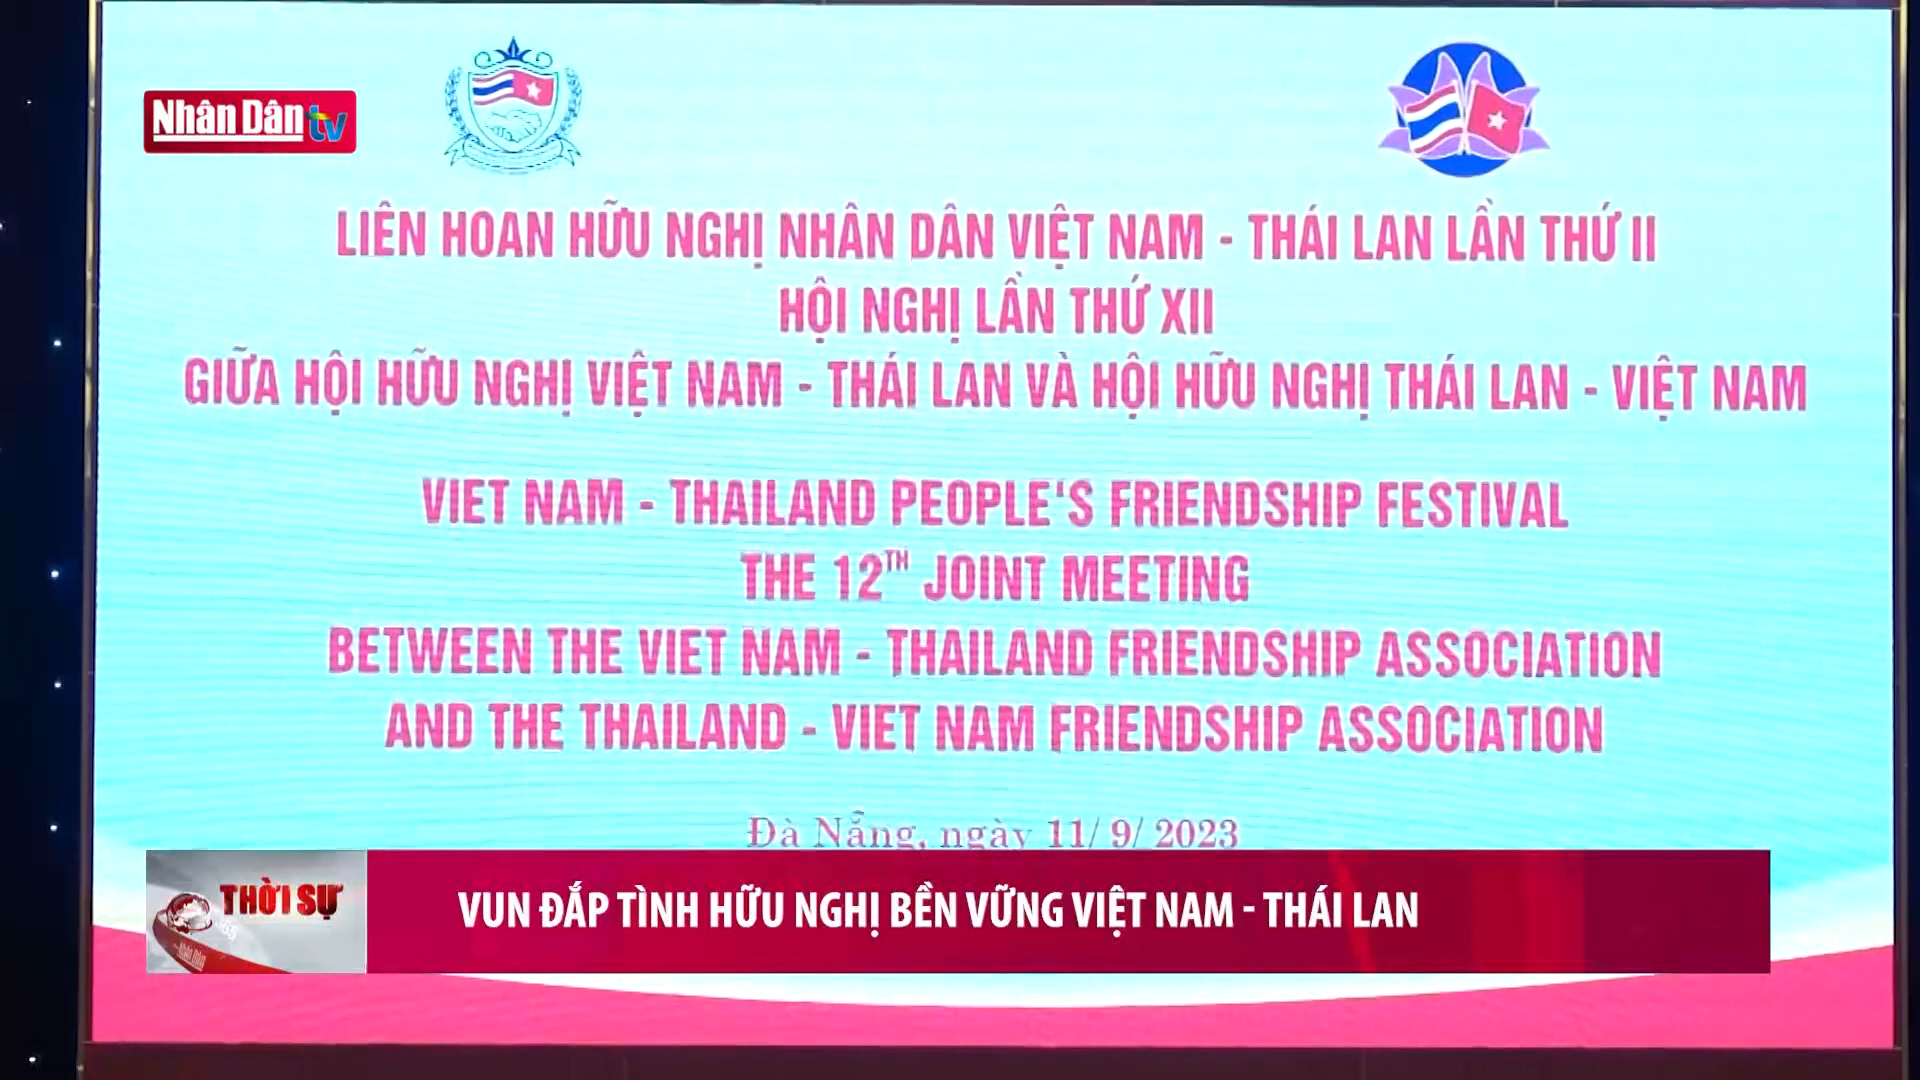 Nhân Dân tv
LIÊN HOAN HỮU NGHỊ NHÂN DÂN VIỆT NAM - THÁI LAN LẦN THỨ II
HỘI NGHỊ LẦN THỨ XII
GIỮA HỘI HỮU NGHỊ VIỆT NAM - THÁI LAN VÀ HỘI HỮU NGHỊ THÁI LAN - VIỆT NAM
VIET NAM - THAILAND PEOPLE'S FRIENDSHIP FESTIVAL
THE 12TH JOINT MEETING
BETWEEN THE VIET NAM - THAILAND FRIENDSHIP ASSOCIATION
AND THE THAILAND - VIET NAM FRIENDSHIP ASSOCIATION
Đà Nẵng, ngày 11/ 9/ 2023
THỜI SỰ
Nhân Dân
VUN ĐẮP TÌNH HỮU NGHỊ BỀN VỮNG VIỆT NAM - THÁI LAN